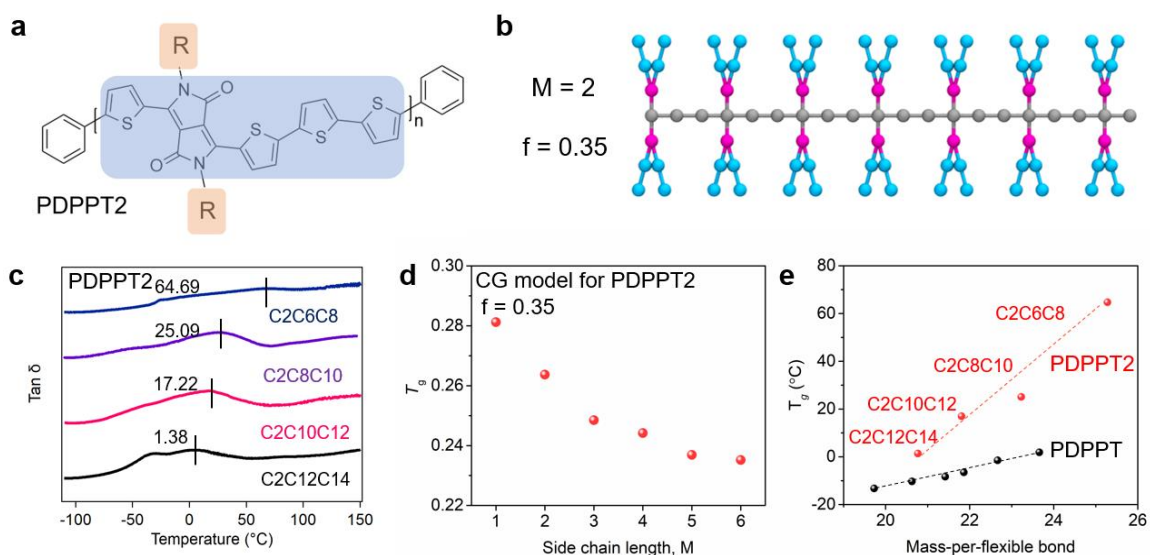 a
R
O
N
S
S
S
S
n
O
N
R
PDPPT2
b
M = 2
f = 0.35
c
PDPPT2
64.69
C2C6C8
25.09
C2C8C10
17.22
C2C10C12
1.38
C2C12C14
Tan δ
-100 -50 0 50 100 150
Temperature (°C)
d
0.30
0.28
0.26
0.24
0.22
CG model for PDPPT2
f = 0.35
Tg
1 2 3 4 5 6
Side chain length, M
e
80
60
40
20
0
-20
C2C6C8
C2C8C10
PDPPT2
C2C10C12
C2C12C14
PDPPT
Tg (°C)
20 22 24 26
Mass-per-flexible bond